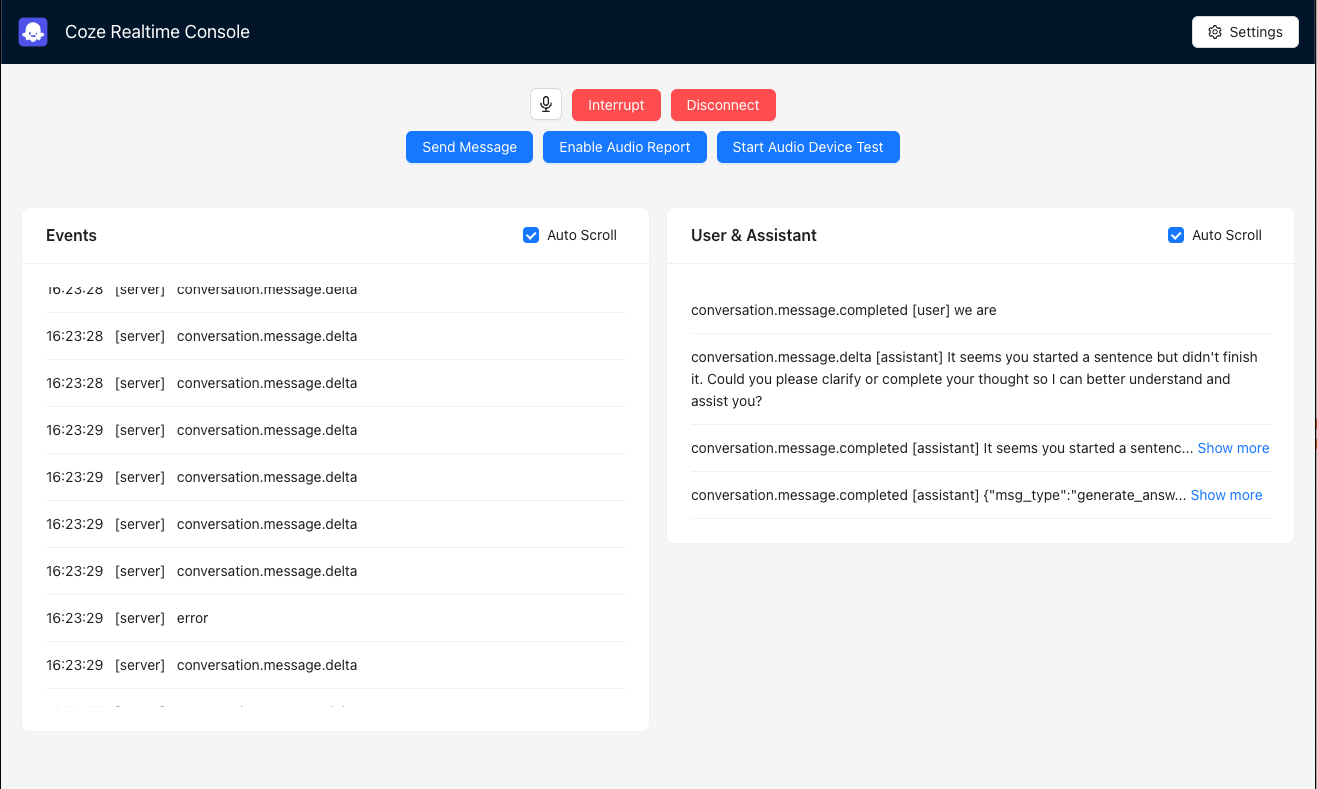 Coze Realtime Console
Settings
Interrupt
Disconnect
Send Message
Enable Audio Report
Start Audio Device Test
Events
Auto Scroll
16:23:28 [server] conversation.message.delta
16:23:28 [server] conversation.message.delta
16:23:28 [server] conversation.message.delta
16:23:29 [server] conversation.message.delta
16:23:29 [server] conversation.message.delta
16:23:29 [server] conversation.message.delta
16:23:29 [server] conversation.message.delta
16:23:29 [server] error
16:23:29 [server] conversation.message.delta
User & Assistant
Auto Scroll
conversation.message.completed [user] we are
conversation.message.delta [assistant] It seems you started a sentence but didn't finish
it. Could you please clarify or complete your thought so I can better understand and
assist you?
conversation.message.completed [assistant] It seems you started a sentenc... Show more
conversation.message.completed [assistant] {"msg_type":"generate_answ... Show more